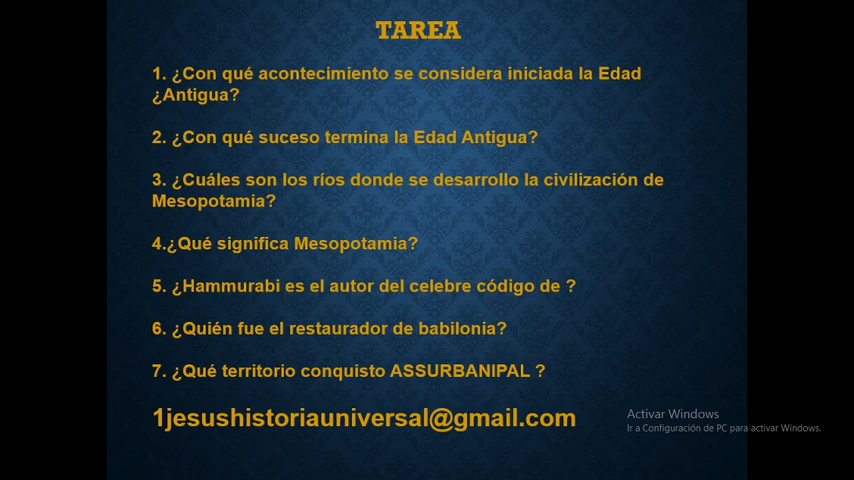 TAREA
1. ¿Con qué acontecimiento se considera iniciada la Edad
¿Antigua?
2. ¿Con qué suceso termina la Edad Antigua?
3. ¿Cuáles son los ríos donde se desarrollo la civilización de
Mesopotamia?
4.¿Qué significa Mesopotamia?
5. ¿Hammurabi es el autor del celebre código de ?
6. ¿Quién fue el restaurador de babilonia?
7. ¿Qué territorio conquisto ASSURBANIPAL ?
1jesushistoriauniversal@gmail.com
Activar Windows
Ir a Configuración de PC para activar Windows.